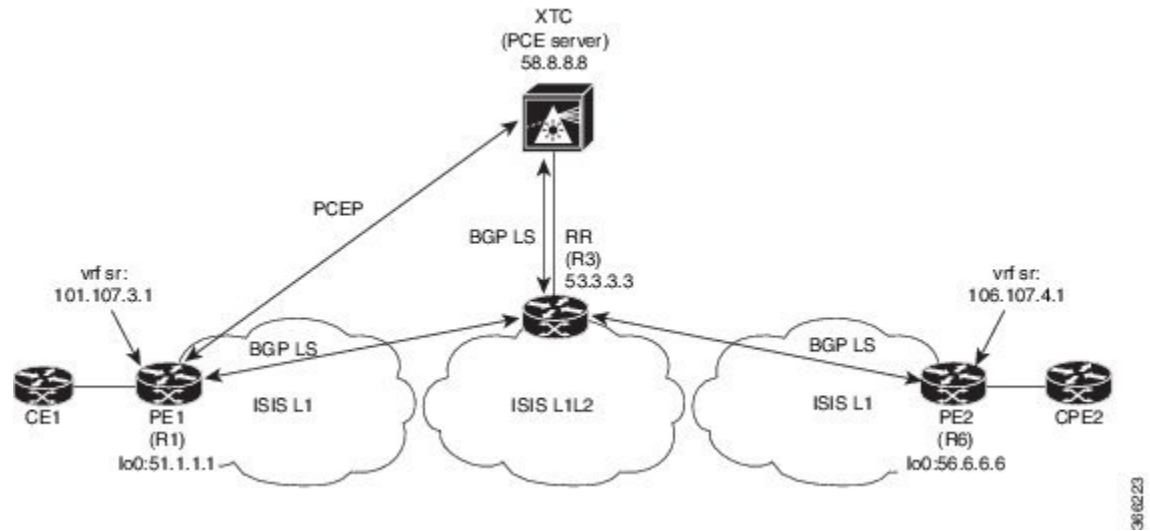 XTC
(PCE server)
58.8.8.8
PCEP
BGP LS
RR
(R3)
53.3.3.3
vrf sr:
101.107.3.1
vrf sr:
106.107.4.1
BGP LS
BGP LS
CE1
PE1
(R1)
lo0:51.1.1.1
ISIS L1
ISIS L1L2
ISIS L1
PE2
(R6)
lo0:56.6.6.6
CPE2
366223